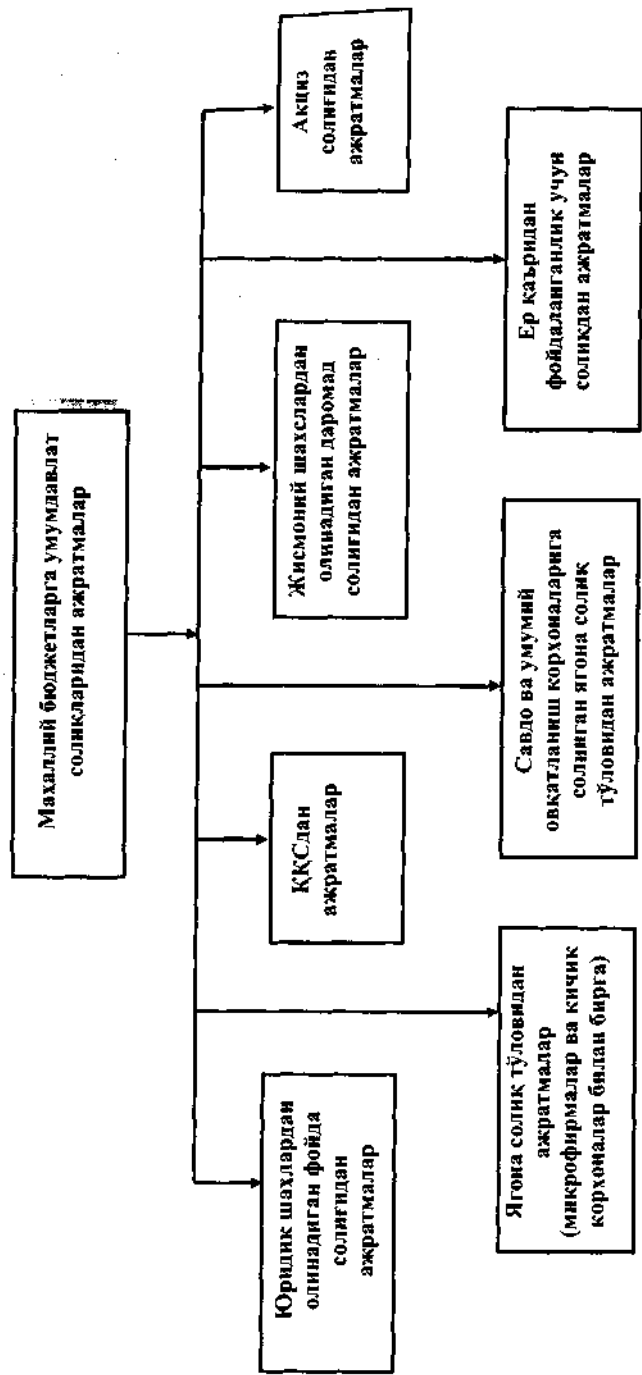 Махаллий бюджетларга умумдавлат
солиқларидан ажратмалар
Юридик шахлардан
олинадиган фойда
солиғидан
ажратмалар
ҚҚСдан
ажратмалар
Жисмоний шахслардан
олинадиган даромад
солиғидан ажратмалар
Акциз
солиғидан
ажратмалар
Ягона солиқ тўловидан
ажратмалар
(микрофирмалар ва кичик
корхоналар билан бирга)
Савдо ва умумий
овқатланиш корхоналарига
солинган ягона солиқ
тўловидан ажратмалар
Ер қаъридан
фойдаланганлик учун
солиқдан ажратмалар